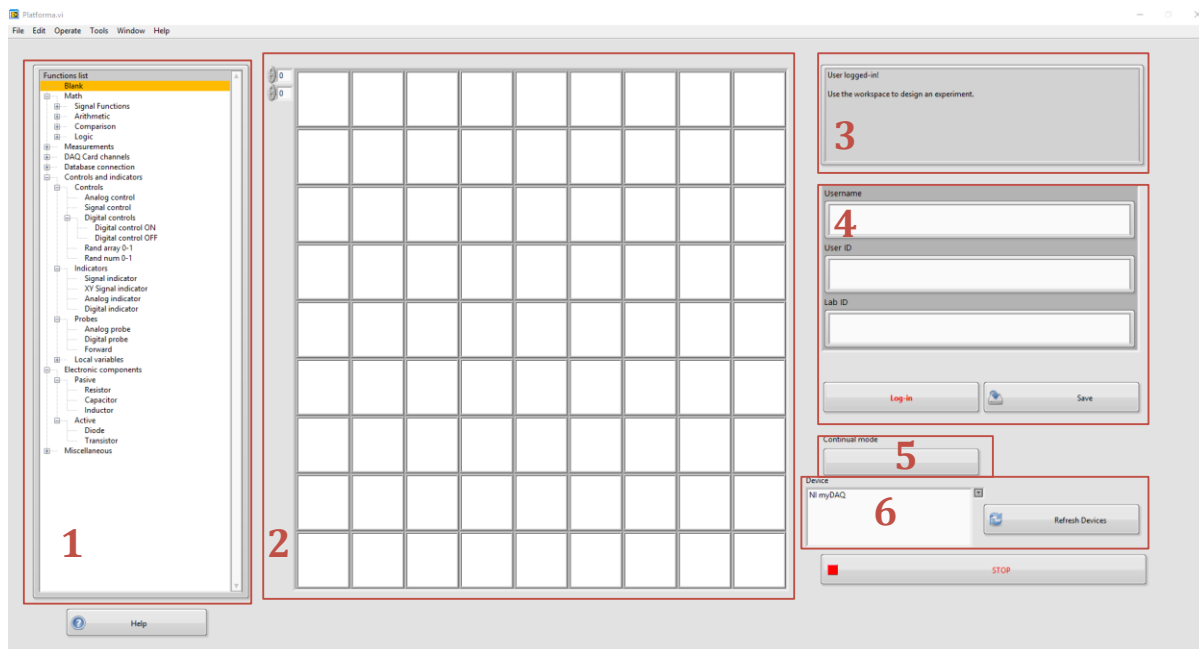 Platforma.vi
File Edit Operate Tools Window Help
Functions list
Blank
Math
Signal Functions
Arithmetic
Comparison
Logic
Measurements
DAQ Card channels
Database connection
Controls and indicators
Controls
Analog control
Signal control
Digital controls
Digital control ON
Digital control OFF
Rand array 0-1
Rand num 0-1
Indicators
Signal indicator
XY Signal indicator
Analog indicator
Digital indicator
Probes
Analog probe
Digital probe
Forward
Local variables
Electronic components
Pasive
Resistor
Capacitor
Inductor
Active
Diode
Transistor
Miscellaneous
1
Help
0
0
2
User logged-in!
Use the workspace to design an experiment.
3
Username
4
User ID
Lab ID
Log-in
Save
Continual mode
5
Device
NI myDAQ
6
Refresh Devices
STOP